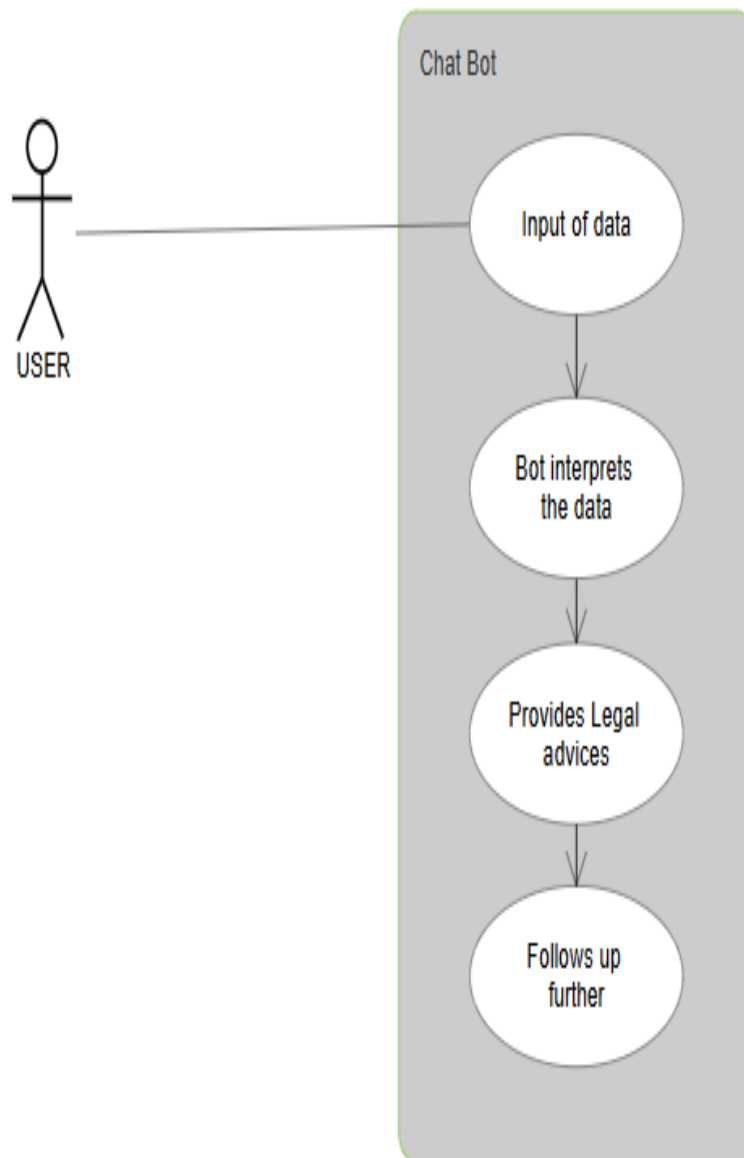 Chat Bot
Input of data
USER
Bot interprets
the data
Provides Legal
advices
Follows up
further